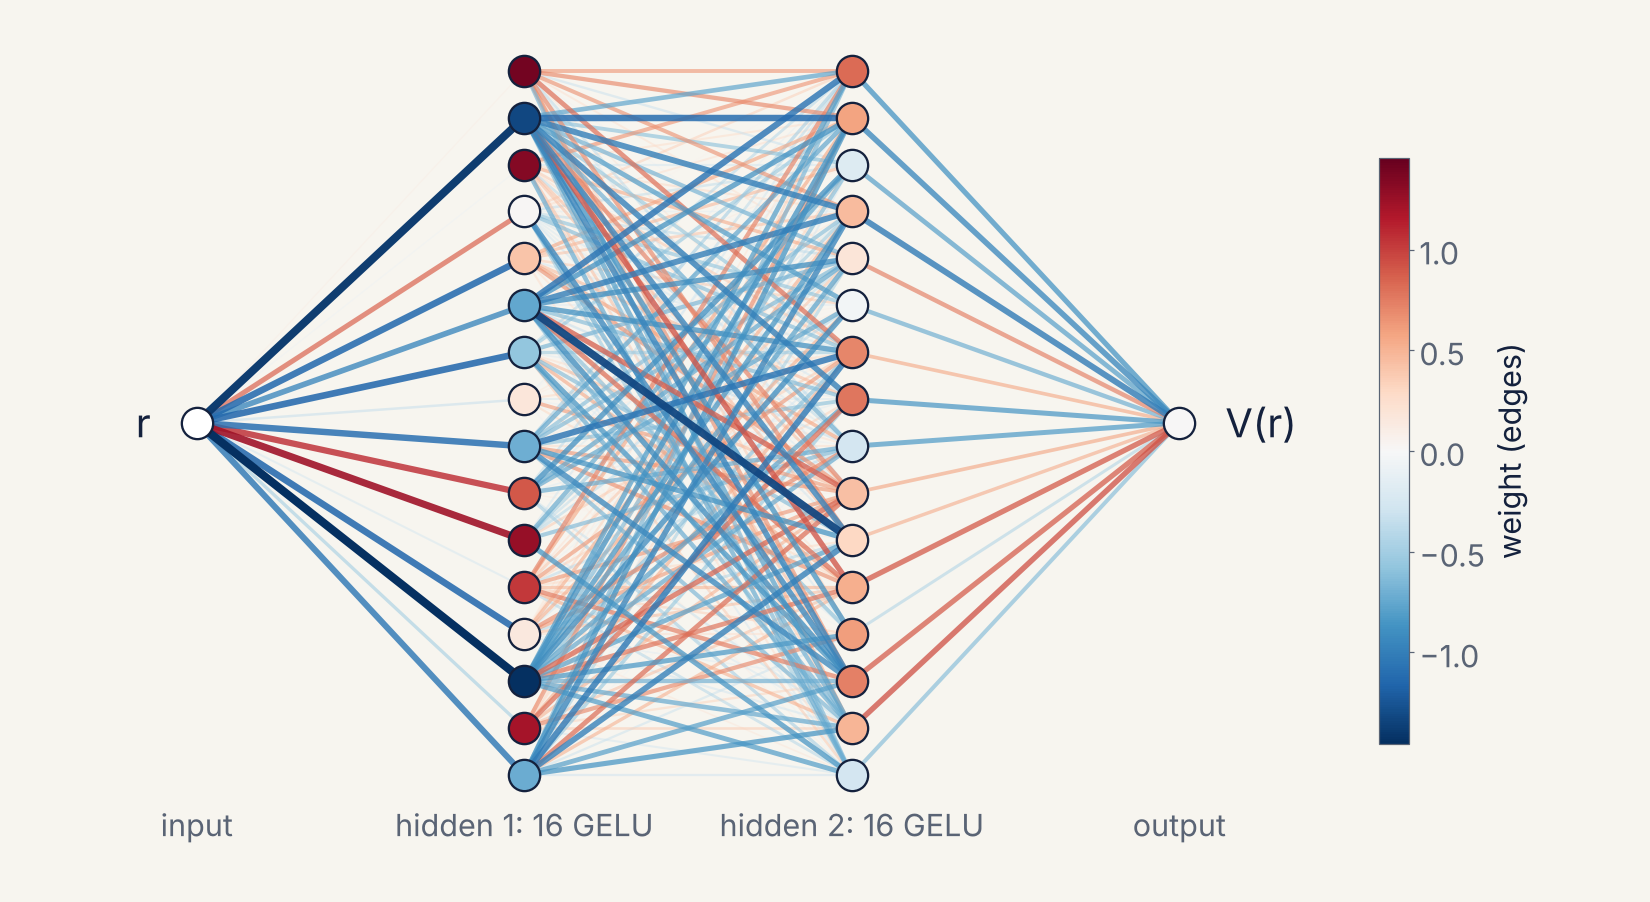 r
V(r)
1.0
0.5
0.0
−0.5
−1.0
weight (edges)
input
hidden 1: 16 GELU
hidden 2: 16 GELU
output